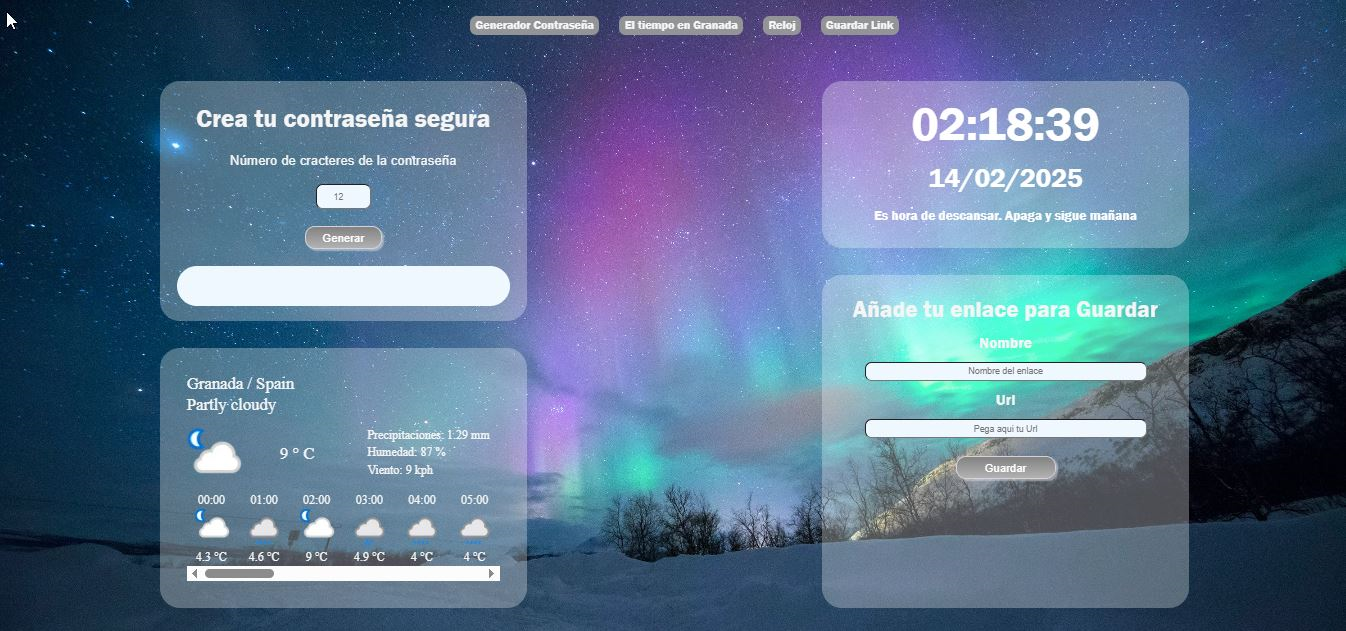 Generador Contraseña
El tiempo en Granada
Reloj
Guardar Link
Crea tu contraseña segura
Número de cracteres de la contraseña
12
Generar
Granada / Spain
Partly cloudy
9 ° C
Precipitaciones: 1.29 mm
Humedad: 87 %
Viento: 9 kph
00:00 01:00 02:00 03:00 04:00 05:00
4.3 °C 4.6 °C 9 °C 4.9 °C 4 °C 4 °C
02:18:39
14/02/2025
Es hora de descansar. Apaga y sigue mañana
Añade tu enlace para Guardar
Nombre
Nombre del enlace
Url
Pega aqui tu Url
Guardar